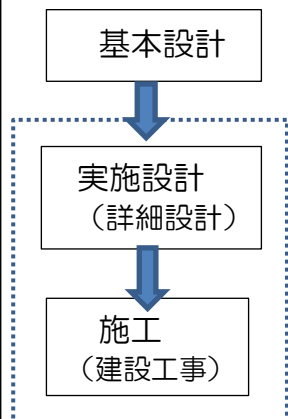 基本設計
実施設計
（詳細設計）
施工
（建設工事）